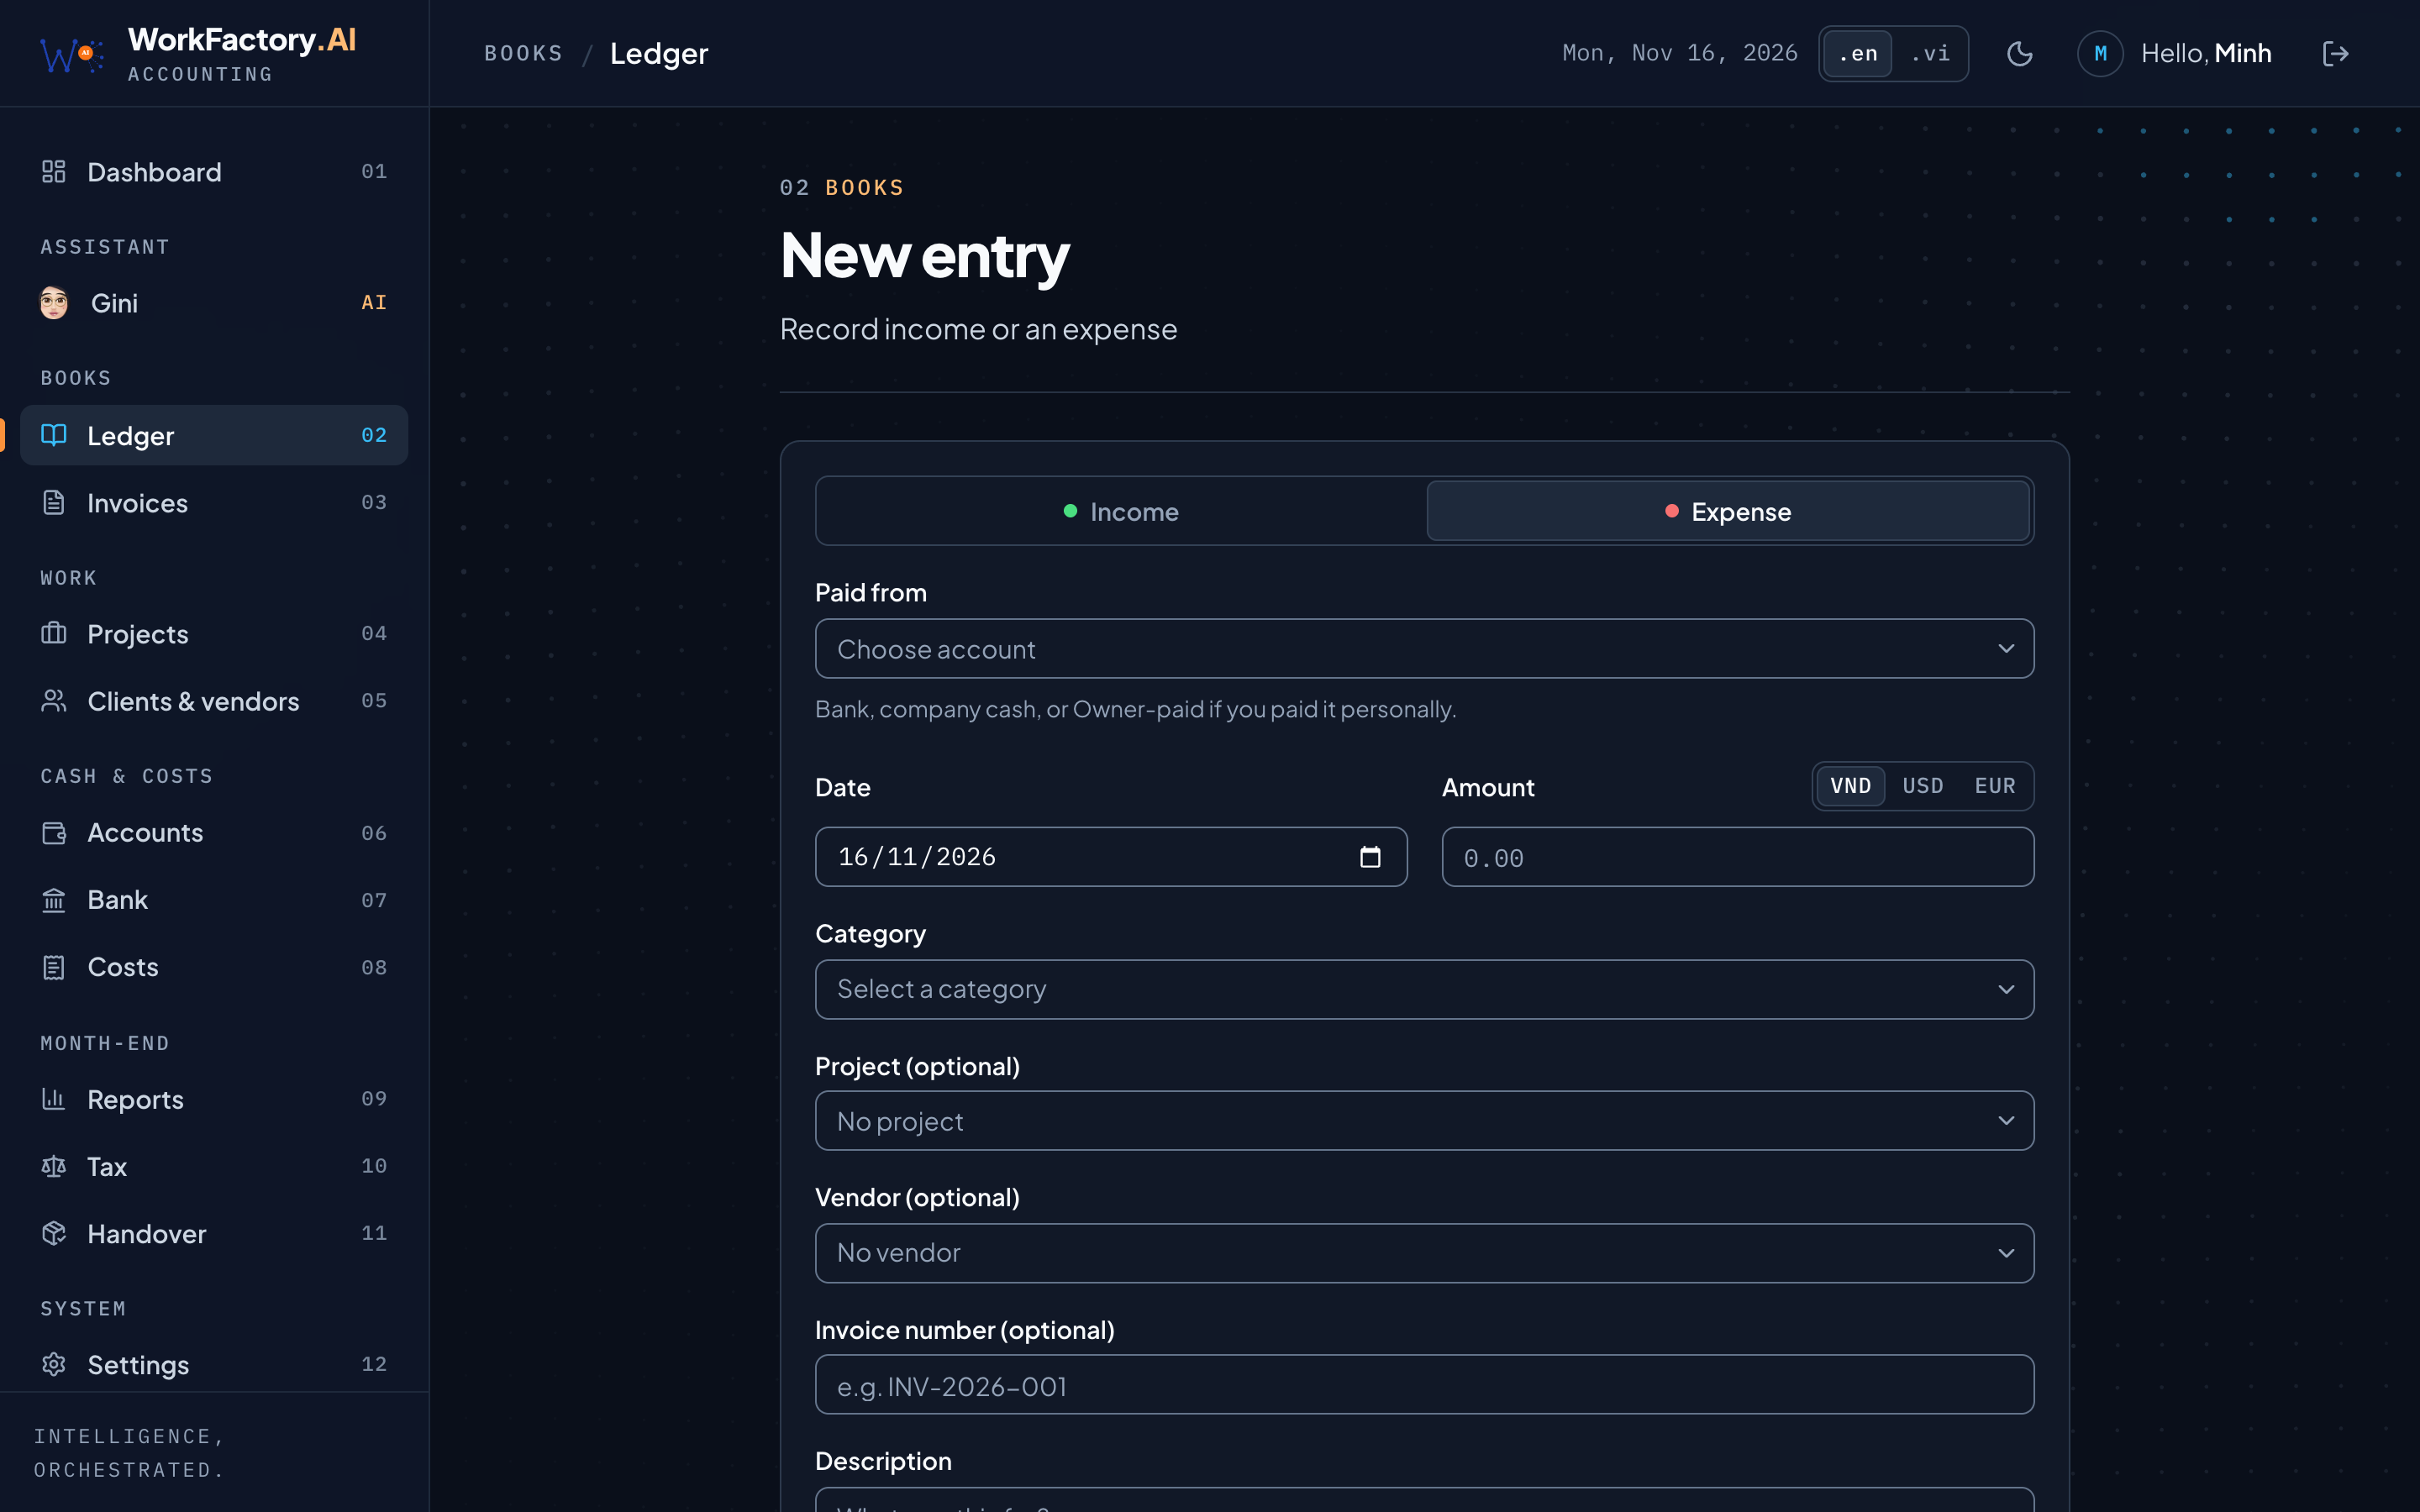 WorkFactory.AI
ACCOUNTING
BOOKS / Ledger
Mon, Nov 16, 2026
.en .vi
M
Hello, Minh
Dashboard 01
ASSISTANT
Gini AI
BOOKS
Ledger 02
Invoices 03
WORK
Projects 04
Clients & vendors 05
CASH & COSTS
Accounts 06
Bank 07
Costs 08
MONTH-END
Reports 09
Tax 10
Handover 11
SYSTEM
Settings 12
INTELLIGENCE,
ORCHESTRATED.
02 BOOKS
New entry
Record income or an expense
Income Expense
Paid from
Choose account
Bank, company cash, or Owner-paid if you paid it personally.
Date
16/11/2026
Amount VND USD EUR
0.00
Category
Select a category
Project (optional)
No project
Vendor (optional)
No vendor
Invoice number (optional)
e.g. INV-2026-001
Description